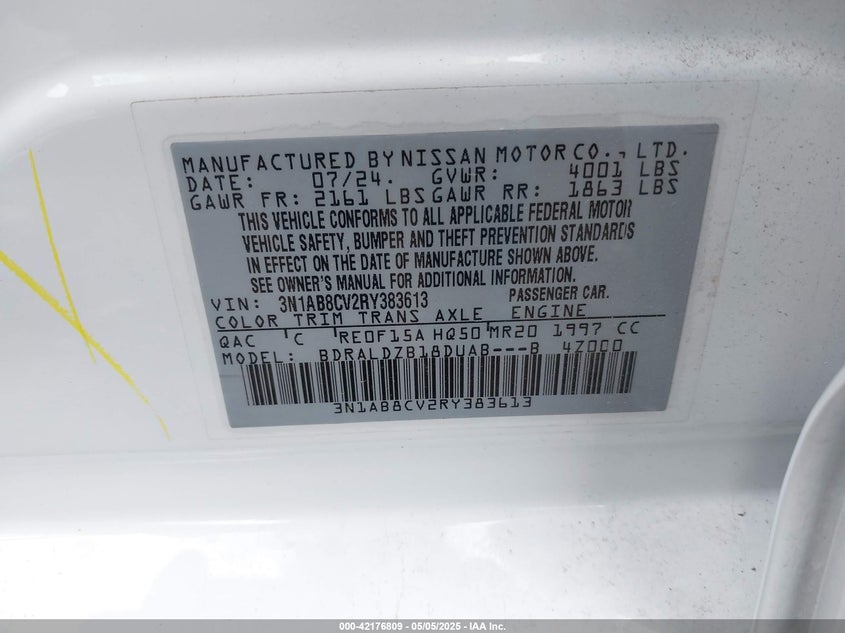 MANUFACTURED BY NISSAN MOTOR CO., LTD.
DATE: 07/24. GVWR: 4001 LBS
GAWR FR: 2161 LBS GAWR RR: 1863 LBS
THIS VEHICLE CONFORMS TO ALL APPLICABLE FEDERAL MOTOR
VEHICLE SAFETY, BUMPER AND THEFT PREVENTION STANDARDS
IN EFFECT ON THE DATE OF MANUFACTURE SHOWN ABOVE.
SEE OWNER'S MANUAL FOR ADDITIONAL INFORMATION.
VIN: 3N1AB8CV2RY383613 PASSENGER CAR.
COLOR TRIM TRANS AXLE ENGINE
QAC C RE0F15A HQ50 MR20 1997 CC
MODEL: BDRALDZB18DUAB---B 4Z000
3N1AB8CV2RY383613
000-42176809 - 05/05/2025 - IAA Inc.